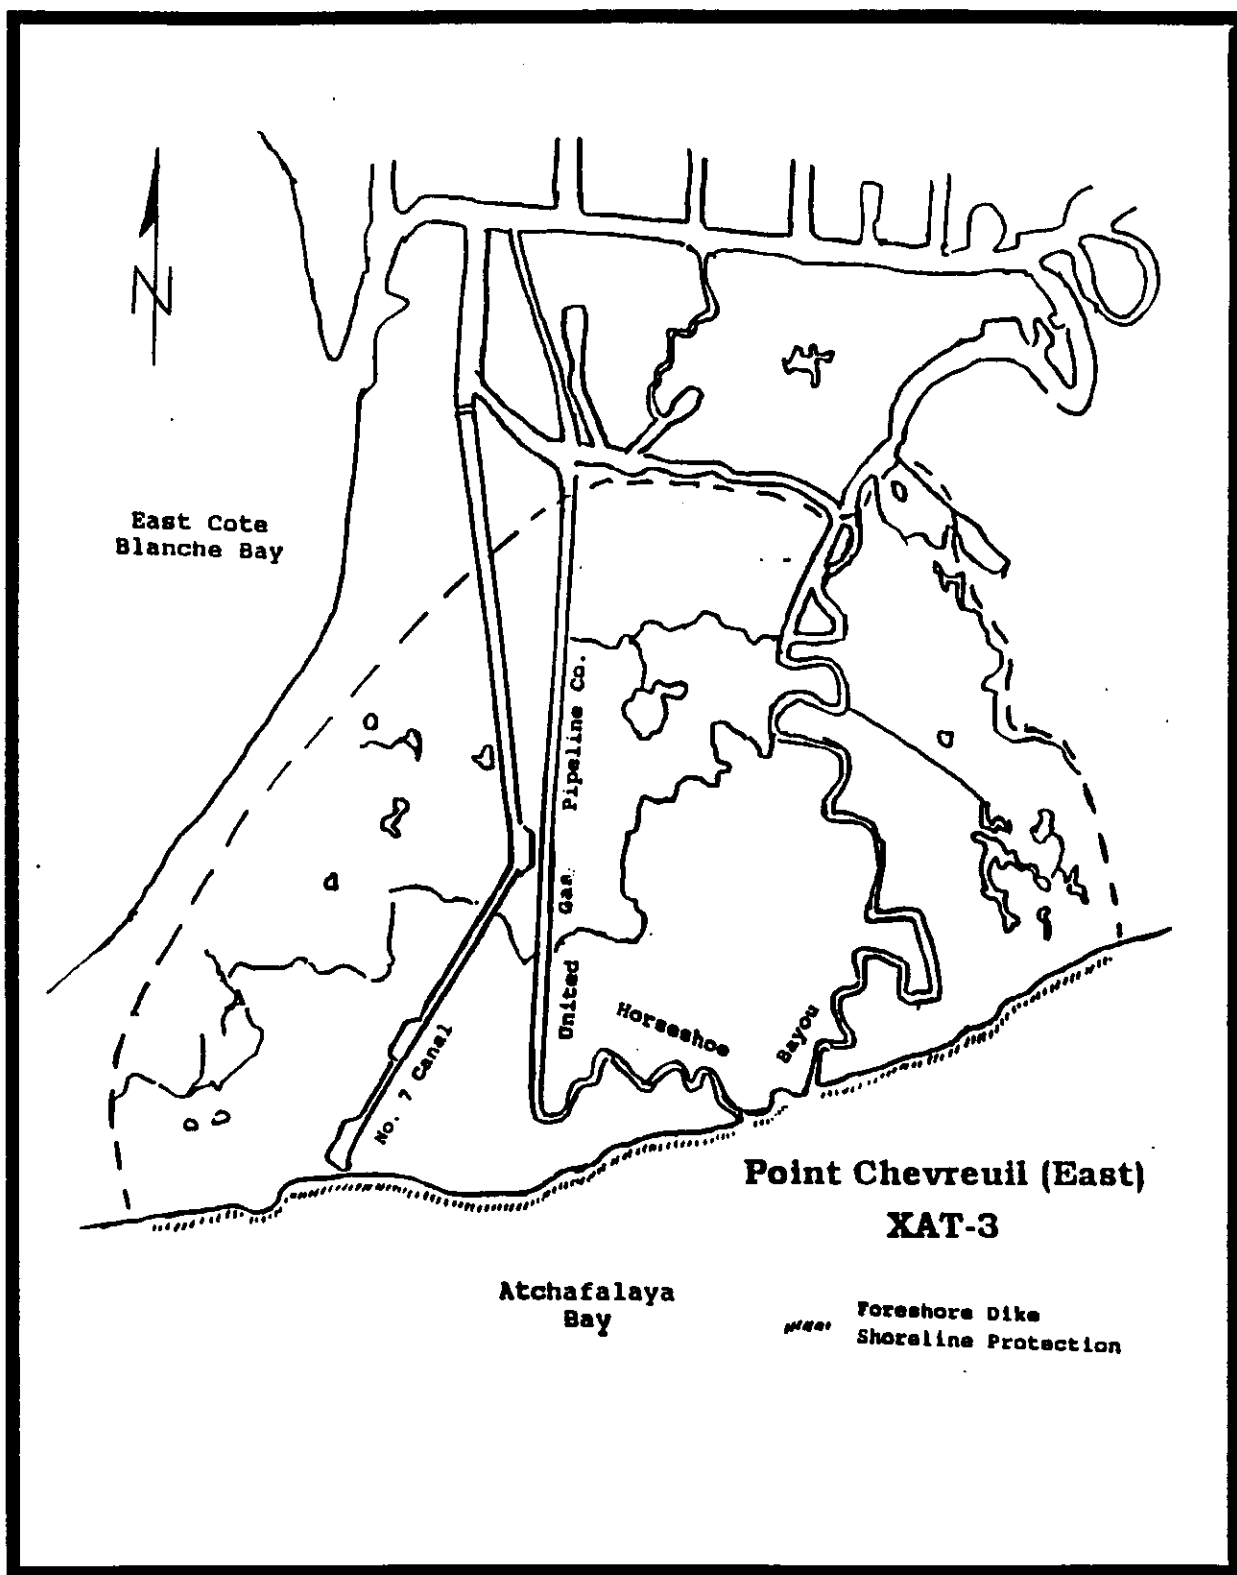 N
East Cote
Blanche Bay
United Gas Pipeline Co.
No. 7 Canal
Horseshoe Bayou
Point Chevreuil (East)
XAT-3
Atchafalaya
Bay
Foreshore Dike
Shoreline Protection